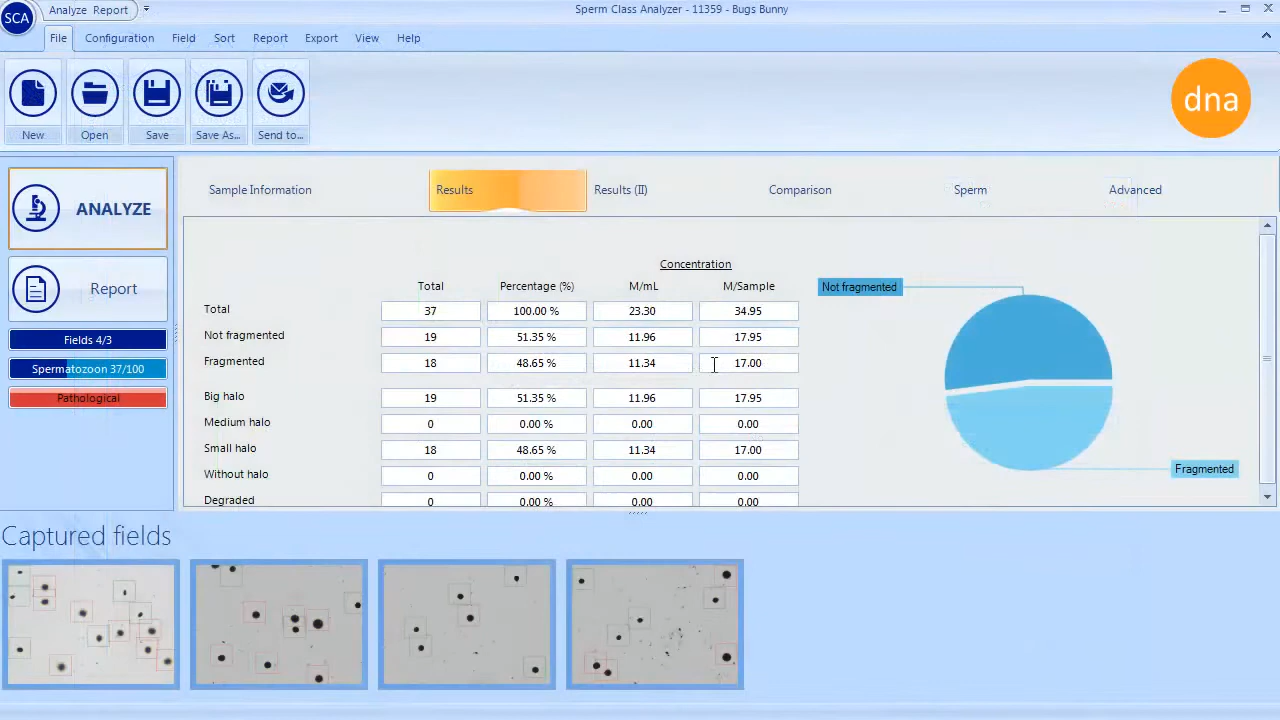 SCA Analyze Report Sperm Class Analyzer - 11359 - Bugs Bunny
File Configuration Field Sort Report Export View Help
New Open Save Save As... Send to...
dna
ANALYZE
Report
Fields 4/3
Spermatozoon 37/100
Pathological
Sample Information Results Results (II) Comparison Sperm Advanced
Concentration
Total Percentage (%) M/mL M/Sample
Total 37 100.00 % 23.30 34.95
Not fragmented 19 51.35 % 11.96 17.95
Fragmented 18 48.65 % 11.34 17.00
Big halo 19 51.35 % 11.96 17.95
Medium halo 0 0.00 % 0.00 0.00
Small halo 18 48.65 % 11.34 17.00
Without halo 0 0.00 % 0.00 0.00
Degraded 0 0.00 % 0.00 0.00
Not fragmented
Fragmented
Captured fields